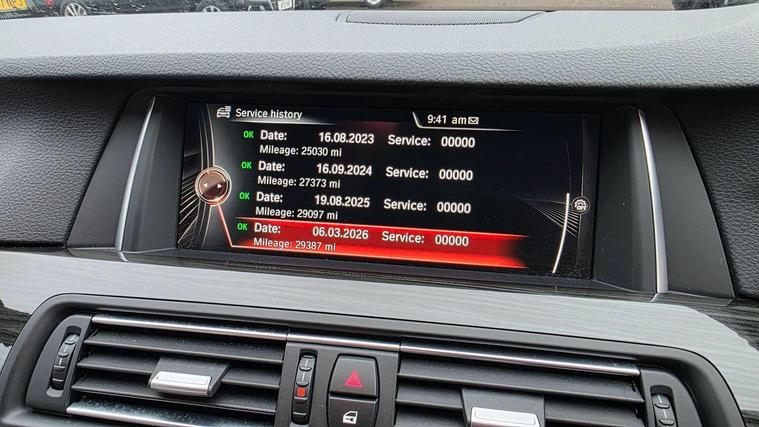 Service history
9:41 am
OK Date: 16.08.2023 Service: 00000
Mileage: 25030 mi
OK Date: 16.09.2024 Service: 00000
Mileage: 27373 mi
OK Date: 19.08.2025 Service: 00000
Mileage: 29097 mi
OK Date: 06.03.2026 Service: 00000
Mileage: 29387 mi
OFF